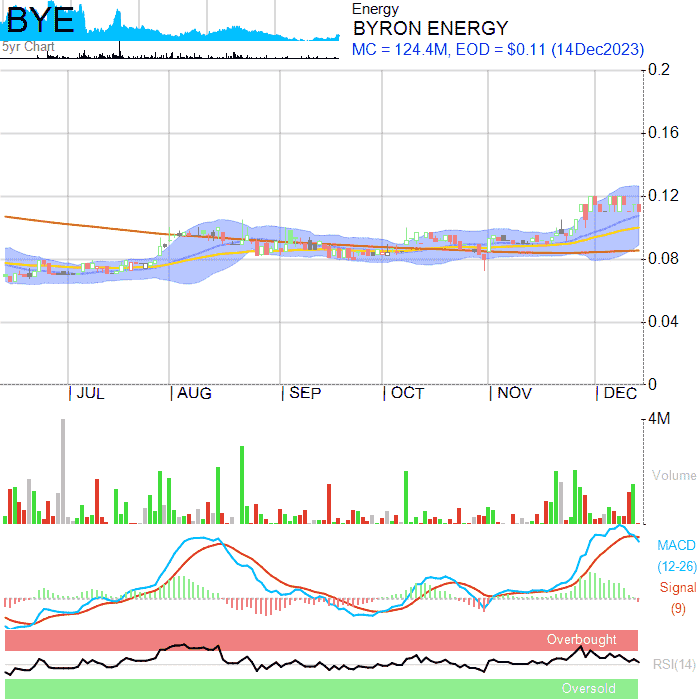 BYE
5yr Chart
Energy
BYRON ENERGY
MC = 124.4M, EOD = $0.11 (14Dec2023)
0.2
0.16
0.12
0.08
0.04
0
JUL
AUG
SEP
OCT
NOV
DEC
4M
Volume
MACD
(12-26)
Signal
(9)
Overbought
RSI(14)
Oversold